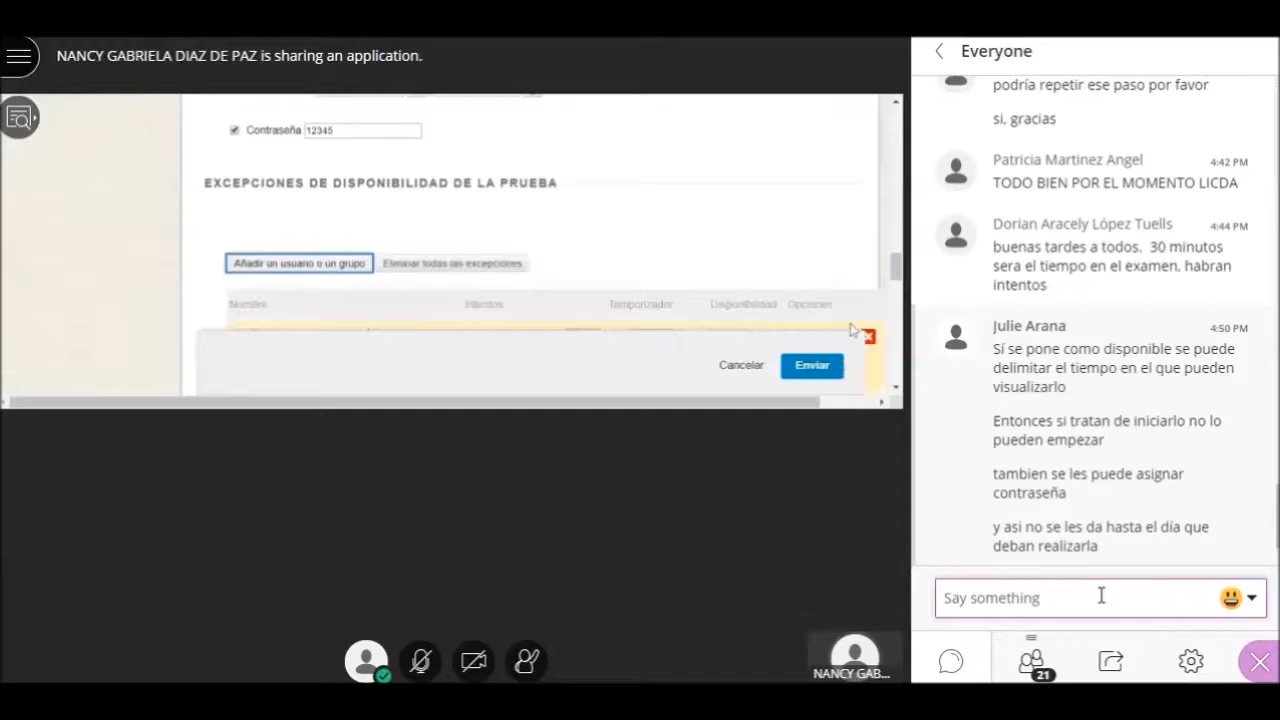 NANCY GABRIELA DIAZ DE PAZ is sharing an application.
Contraseña 12345
EXCEPCIONES DE DISPONIBILIDAD DE LA PRUEBA
Añadir un usuario o un grupo Eliminar todas las excepciones
Nombre Intentos Temporizador Disponibilidad Opciones
Cancelar Enviar
NANCY GAB...
Everyone
podría repetir ese paso por favor
si, gracias
Patricia Martinez Angel 4:42 PM
TODO BIEN POR EL MOMENTO LICDA
Dorian Aracely López Tuells 4:44 PM
buenas tardes a todos. 30 minutos
sera el tiempo en el examen, habran
intentos
Julie Arana 4:50 PM
Sí se pone como disponible se puede
delimitar el tiempo en el que pueden
visualizarlo
Entonces si tratan de iniciarlo no lo
pueden empezar
tambien se les puede asignar
contraseña
y asi no se les da hasta el día que
deban realizarla
Say something
21